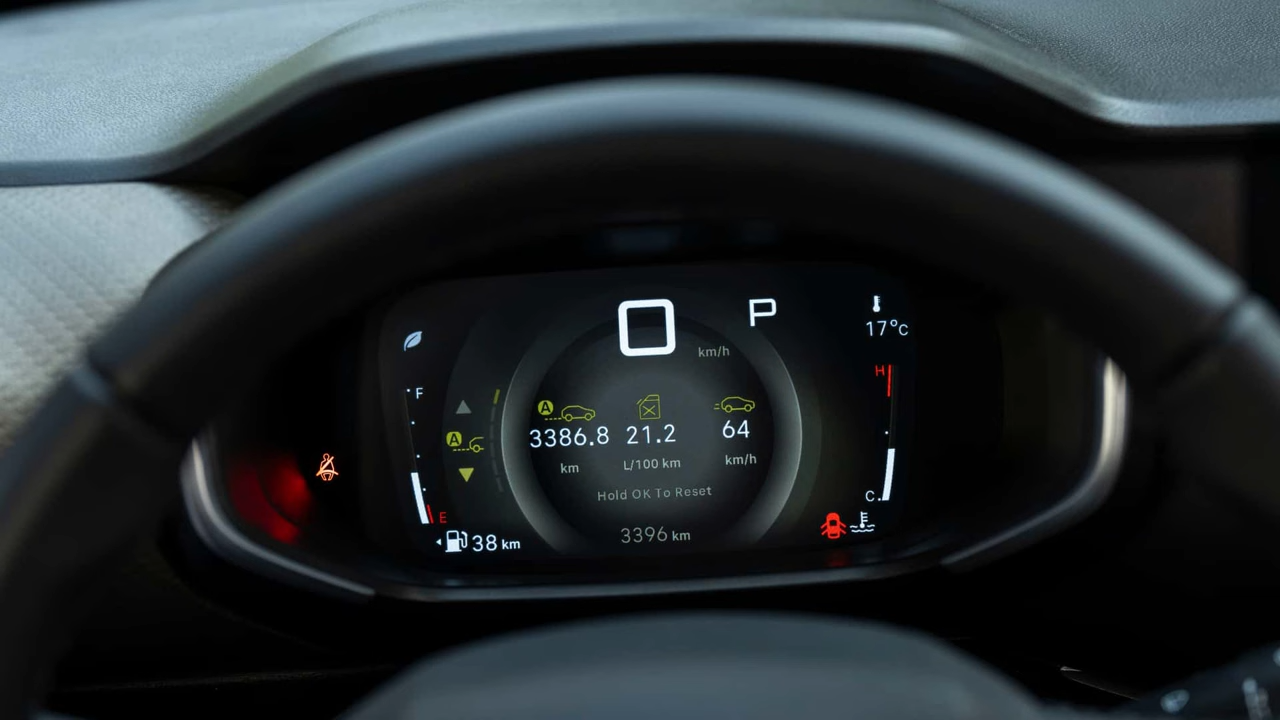 0
P
km/h
17°C
F
H
A
A
3386.8 21.2 64
km L/100 km km/h
Hold OK To Reset
C
E
38 km
3396 km